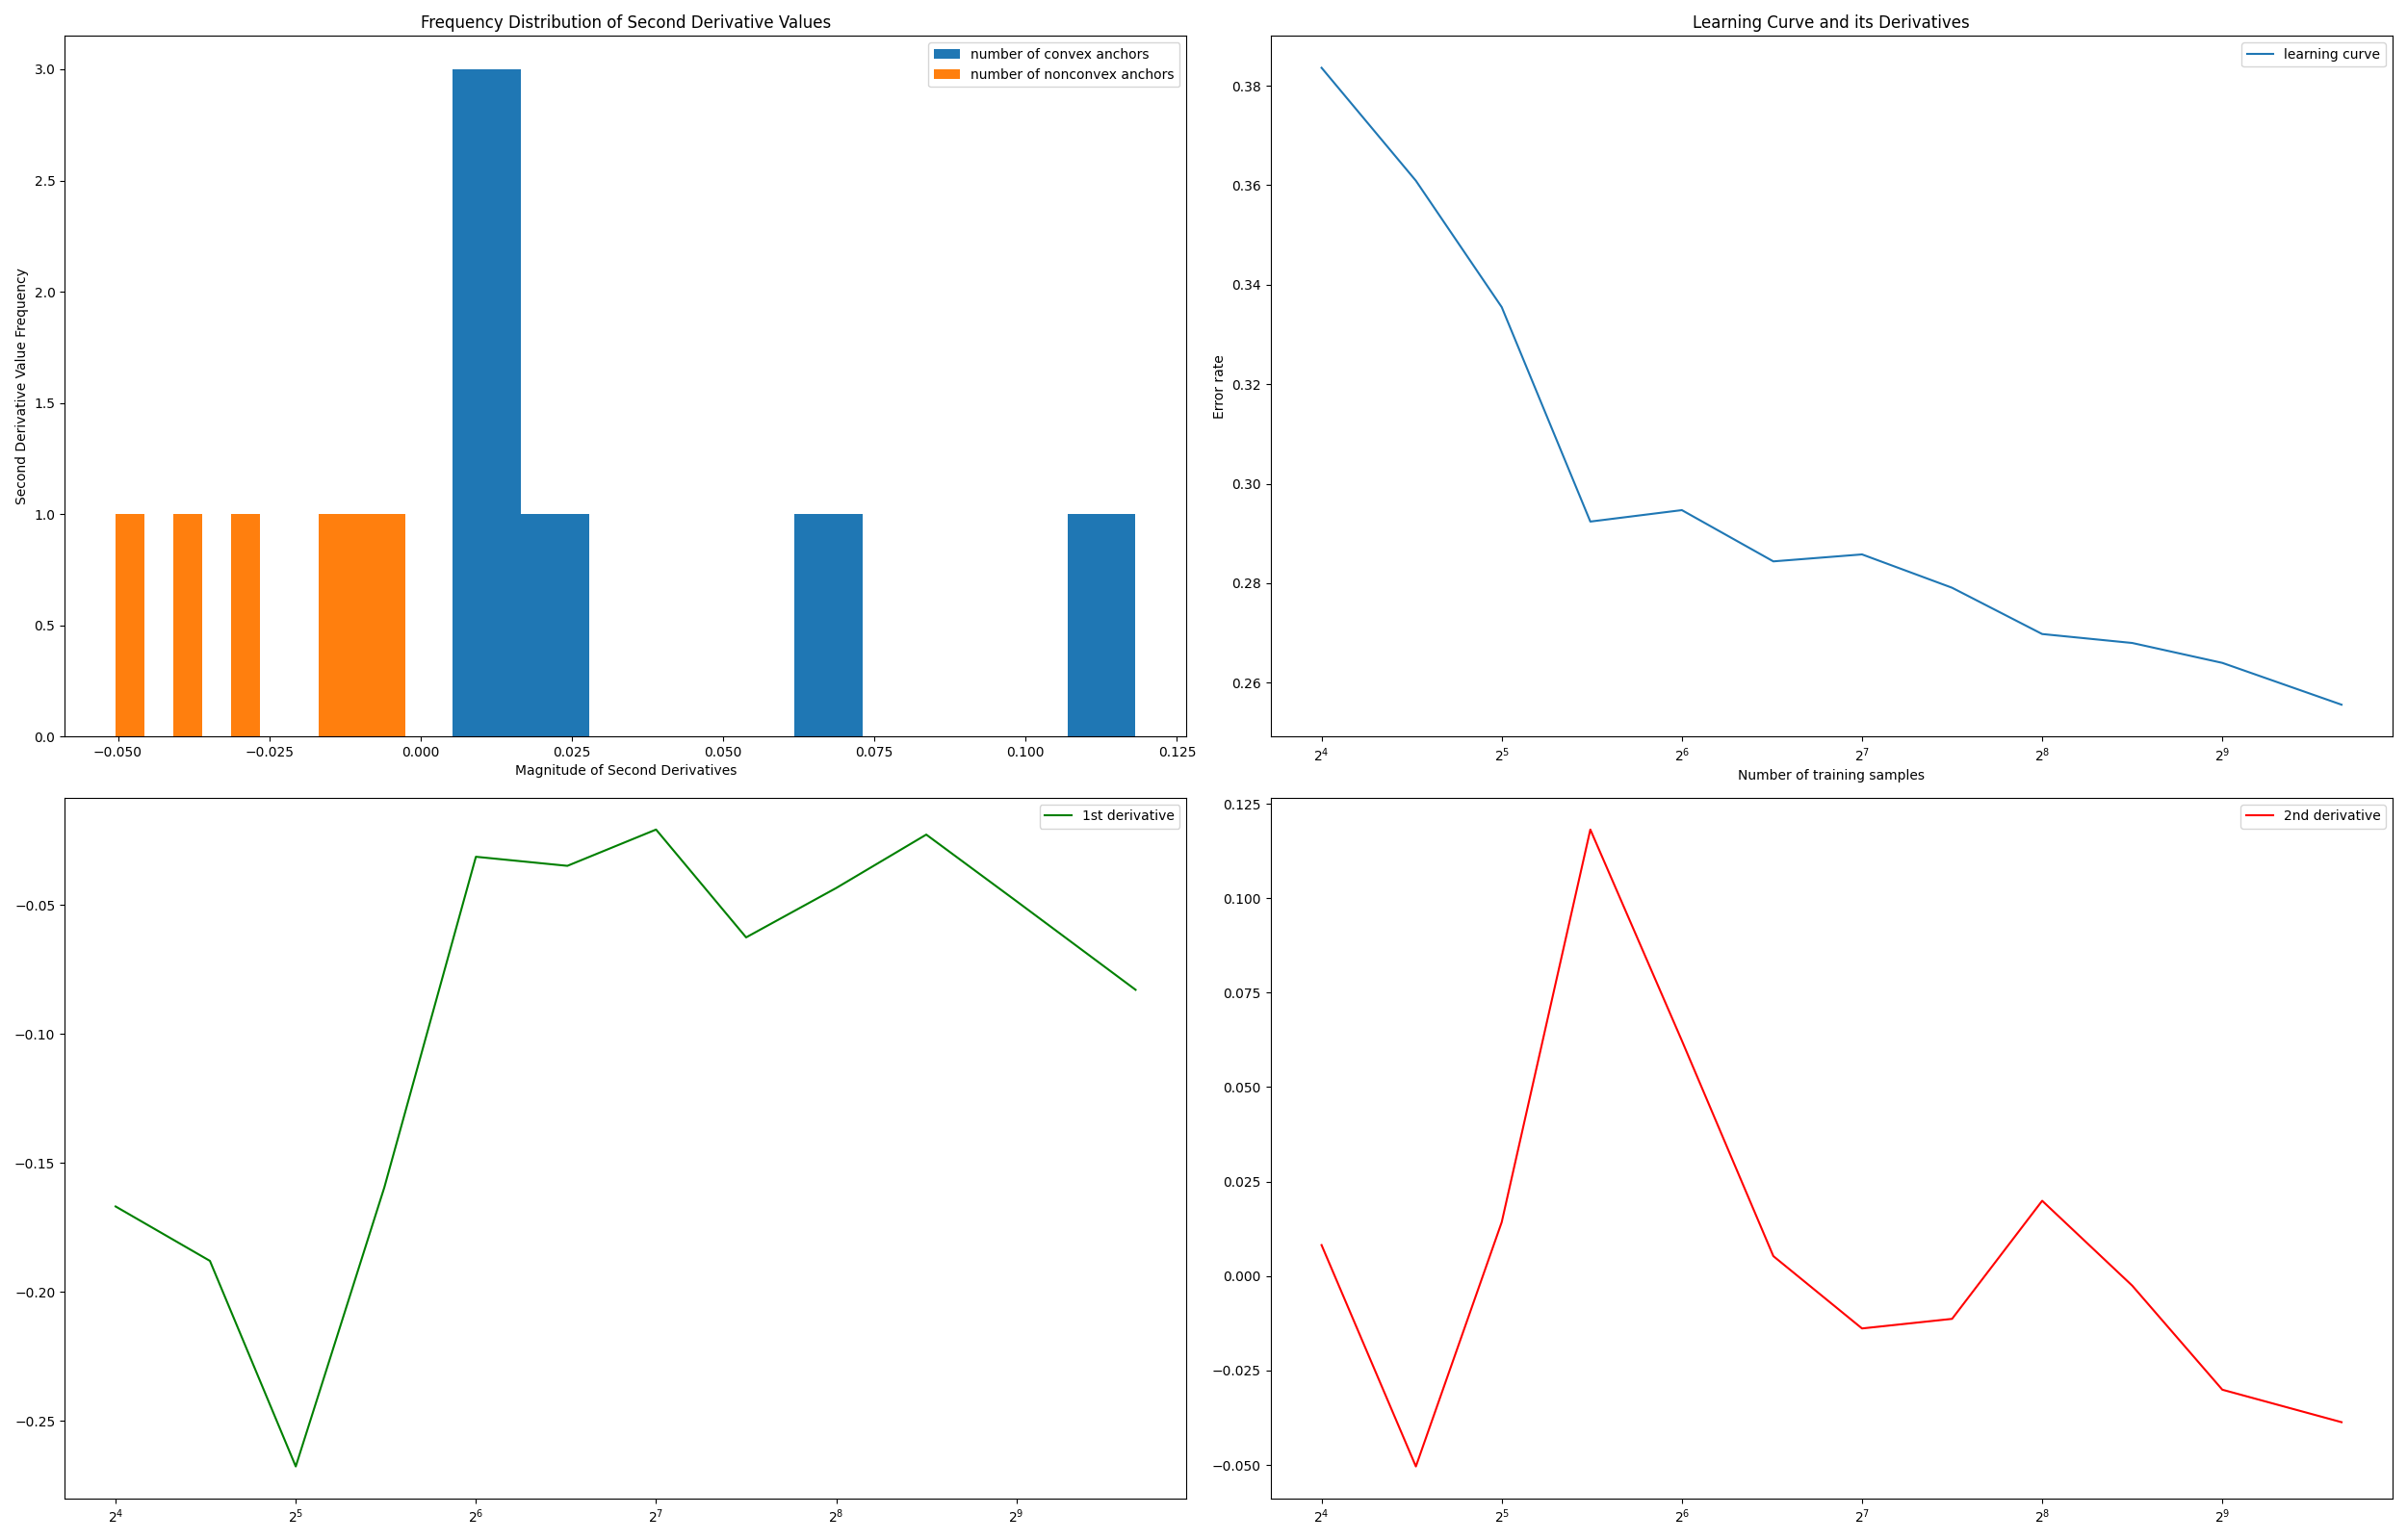 Frequency Distribution of Second Derivative Values
number of convex anchors
number of nonconvex anchors
Second Derivative Value Frequency
3.0
2.5
2.0
1.5
1.0
0.5
0.0
−0.050 −0.025 0.000 0.025 0.050 0.075 0.100 0.125
Magnitude of Second Derivatives
Learning Curve and its Derivatives
learning curve
Error rate
0.38
0.36
0.34
0.32
0.30
0.28
0.26
2⁴ 2⁵ 2⁶ 2⁷ 2⁸ 2⁹
Number of training samples
1st derivative
−0.05
−0.10
−0.15
−0.20
−0.25
2⁴ 2⁵ 2⁶ 2⁷ 2⁸ 2⁹
2nd derivative
0.125
0.100
0.075
0.050
0.025
0.000
−0.025
−0.050
2⁴ 2⁵ 2⁶ 2⁷ 2⁸ 2⁹